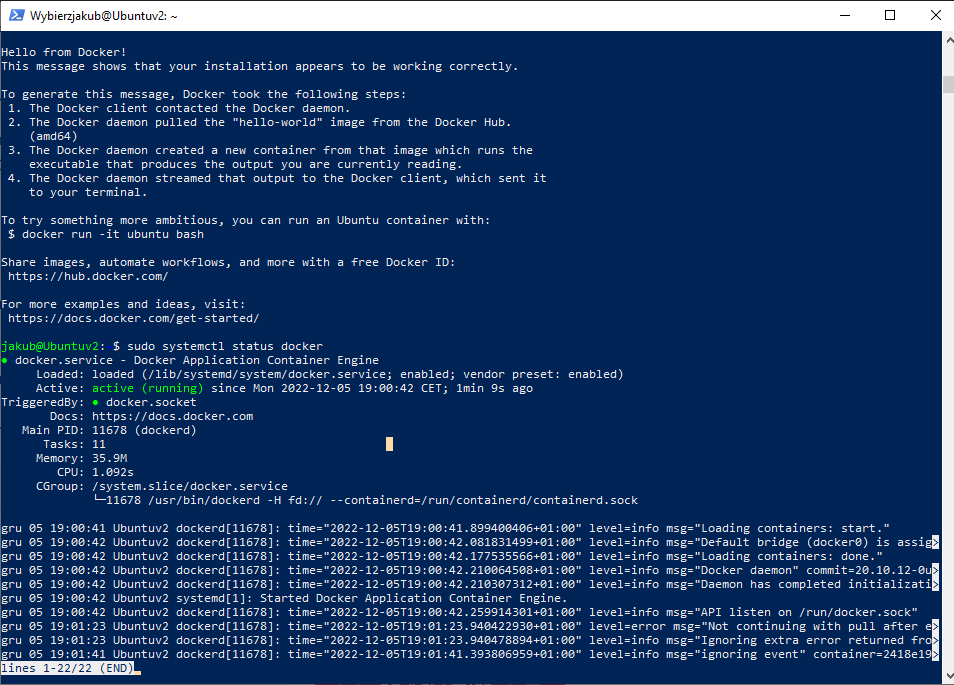 Wybierzjakub@Ubuntuv2: ~
Hello from Docker!
This message shows that your installation appears to be working correctly.
To generate this message, Docker took the following steps:
1. The Docker client contacted the Docker daemon.
2. The Docker daemon pulled the "hello-world" image from the Docker Hub.
(amd64)
3. The Docker daemon created a new container from that image which runs the
executable that produces the output you are currently reading.
4. The Docker daemon streamed that output to the Docker client, which sent it
to your terminal.
To try something more ambitious, you can run an Ubuntu container with:
$ docker run -it ubuntu bash
Share images, automate workflows, and more with a free Docker ID:
https://hub.docker.com/
For more examples and ideas, visit:
https://docs.docker.com/get-started/
jakub@Ubuntuv2: $ sudo systemctl status docker
● docker.service - Docker Application Container Engine
Loaded: loaded (/lib/systemd/system/docker.service; enabled; vendor preset: enabled)
Active: active (running) since Mon 2022-12-05 19:00:42 CET; 1min 9s ago
TriggeredBy: ● docker.socket
Docs: https://docs.docker.com
Main PID: 11678 (dockerd)
Tasks: 11
Memory: 35.9M
CPU: 1.092s
CGroup: /system.slice/docker.service
└─11678 /usr/bin/dockerd -H fd:// --containerd=/run/containerd/containerd.sock
gru 05 19:00:41 Ubuntuv2 dockerd[11678]: time="2022-12-05T19:00:41.899400406+01:00" level=info msg="Loading containers: start."
gru 05 19:00:42 Ubuntuv2 dockerd[11678]: time="2022-12-05T19:00:42.081831499+01:00" level=info msg="Default bridge (docker0) is assig>
gru 05 19:00:42 Ubuntuv2 dockerd[11678]: time="2022-12-05T19:00:42.177535566+01:00" level=info msg="Loading containers: done."
gru 05 19:00:42 Ubuntuv2 dockerd[11678]: time="2022-12-05T19:00:42.210064508+01:00" level=info msg="Docker daemon" commit=20.10.12-0u>
gru 05 19:00:42 Ubuntuv2 dockerd[11678]: time="2022-12-05T19:00:42.210307312+01:00" level=info msg="Daemon has completed initializati>
gru 05 19:00:42 Ubuntuv2 systemd[1]: Started Docker Application Container Engine.
gru 05 19:00:42 Ubuntuv2 dockerd[11678]: time="2022-12-05T19:00:42.259914301+01:00" level=info msg="API listen on /run/docker.sock"
gru 05 19:01:23 Ubuntuv2 dockerd[11678]: time="2022-12-05T19:01:23.940422930+01:00" level=error msg="Not continuing with pull after e>
gru 05 19:01:23 Ubuntuv2 dockerd[11678]: time="2022-12-05T19:01:23.940478894+01:00" level=info msg="Ignoring extra error returned fro>
gru 05 19:01:41 Ubuntuv2 dockerd[11678]: time="2022-12-05T19:01:41.393806959+01:00" level=info msg="ignoring event" container=2418e19>
lines 1-22/22 (END)